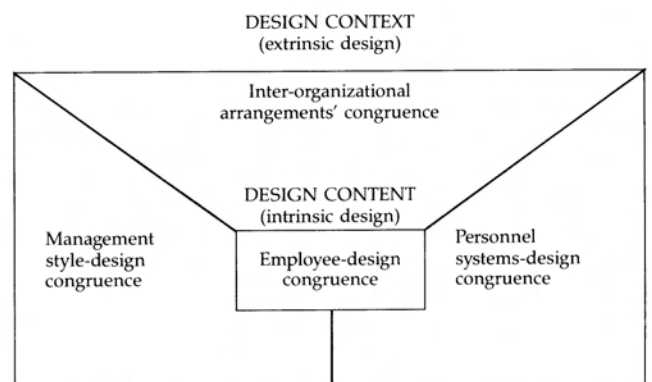 DESIGN CONTEXT
(extrinsic design)
Inter-organizational
arrangements' congruence
DESIGN CONTENT
(intrinsic design)
Management
style-design
congruence
Employee-design
congruence
Personnel
systems-design
congruence